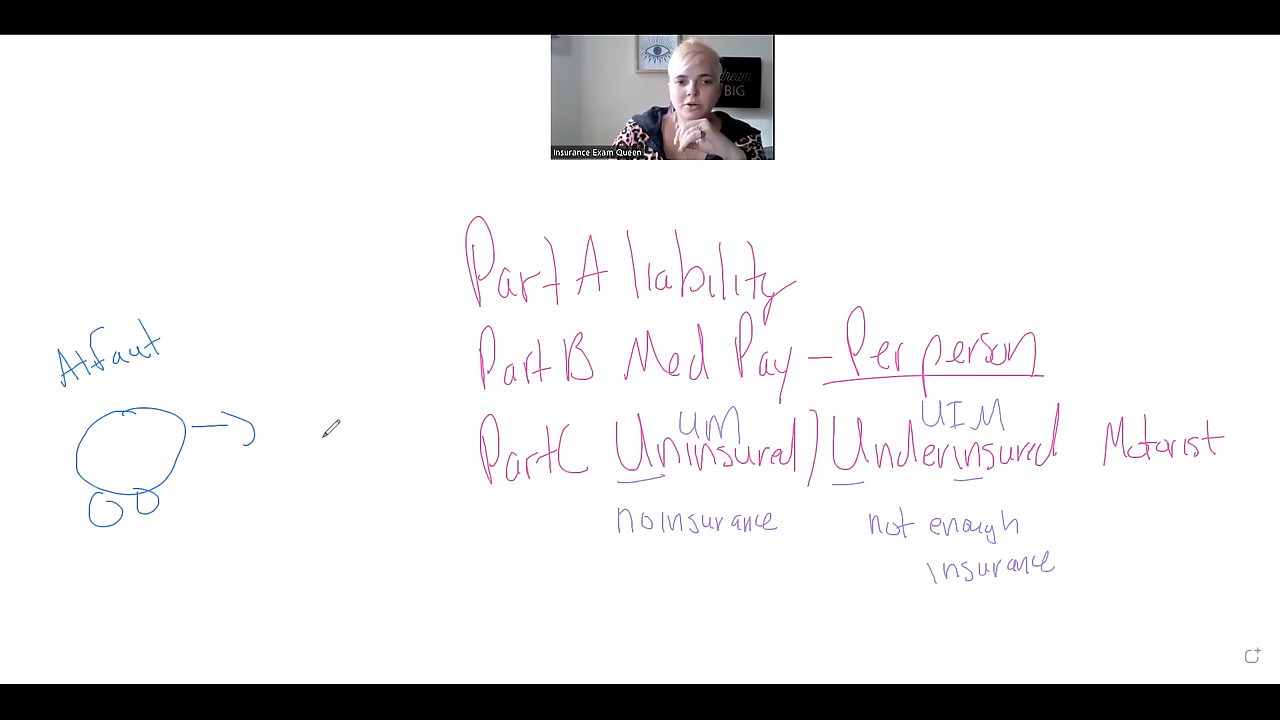 dream
BIG
Insurance Exam Queen
Part A liability
Part B Med Pay - Per person
At Faut
UM UIM
Part C Uninsured) Underinsured Motorist
no insurance not enough
insurance